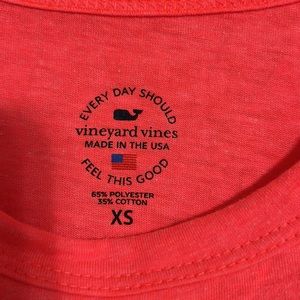 EVERY DAY SHOULD
vineyard vines
MADE IN THE USA
FEEL THIS GOOD
65% POLYESTER
35% COTTON
XS